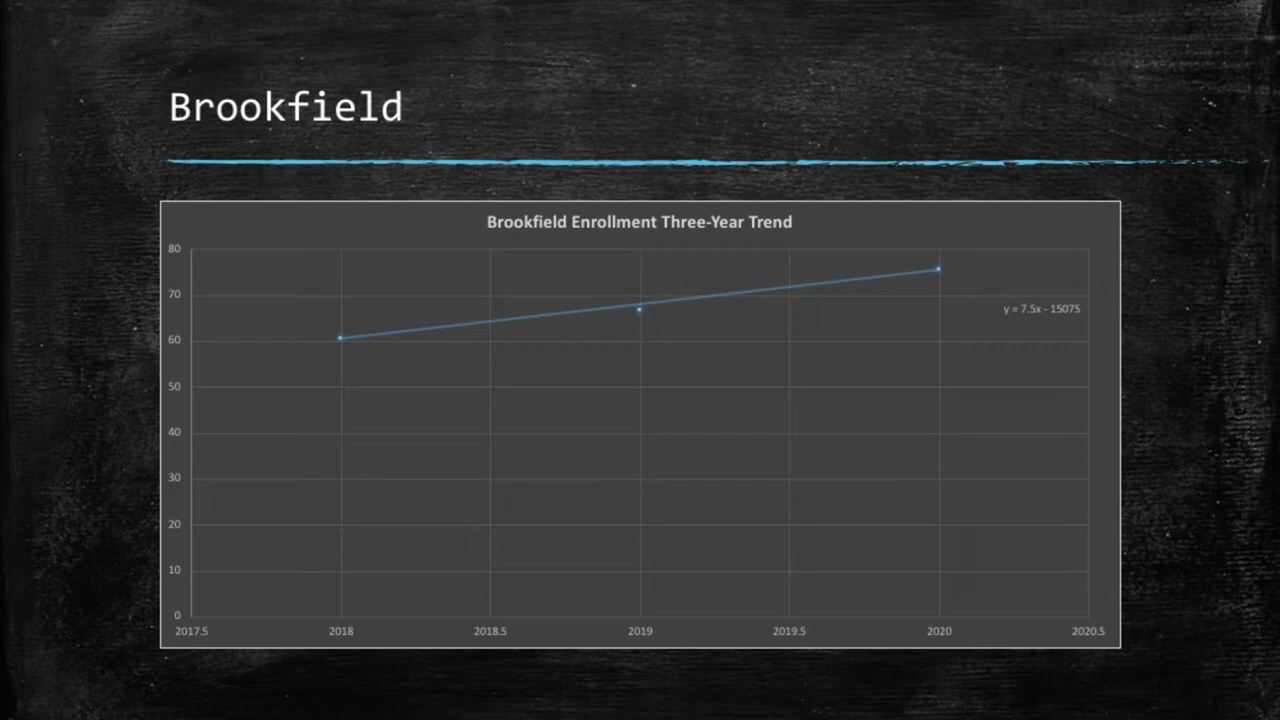 Brookfield
Brookfield Enrollment Three-Year Trend
80
70
y = 7.5x - 15075
60
50
40
30
20
10
0
2017.5 2018 2018.5 2019 2019.5 2020 2020.5